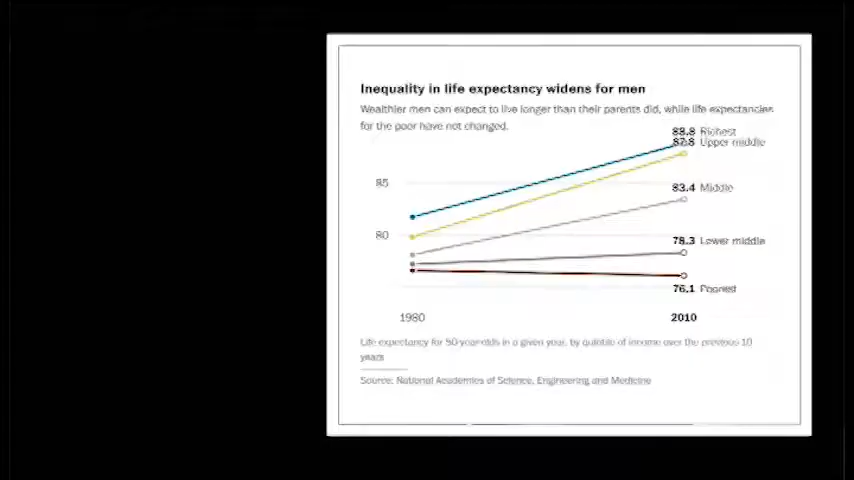 Inequality in life expectancy widens for men
Wealthier men can expect to live longer than their parents did, while life expectancies
for the poor have not changed.
88.8 Richest
87.8 Upper middle
85
83.4 Middle
80
78.3 Lower middle
76.1 Poorest
1980
2010
Life expectancy for 50-year-olds in a given year, by quintile of income over the previous 10
years
Source: National Academies of Science, Engineering and Medicine